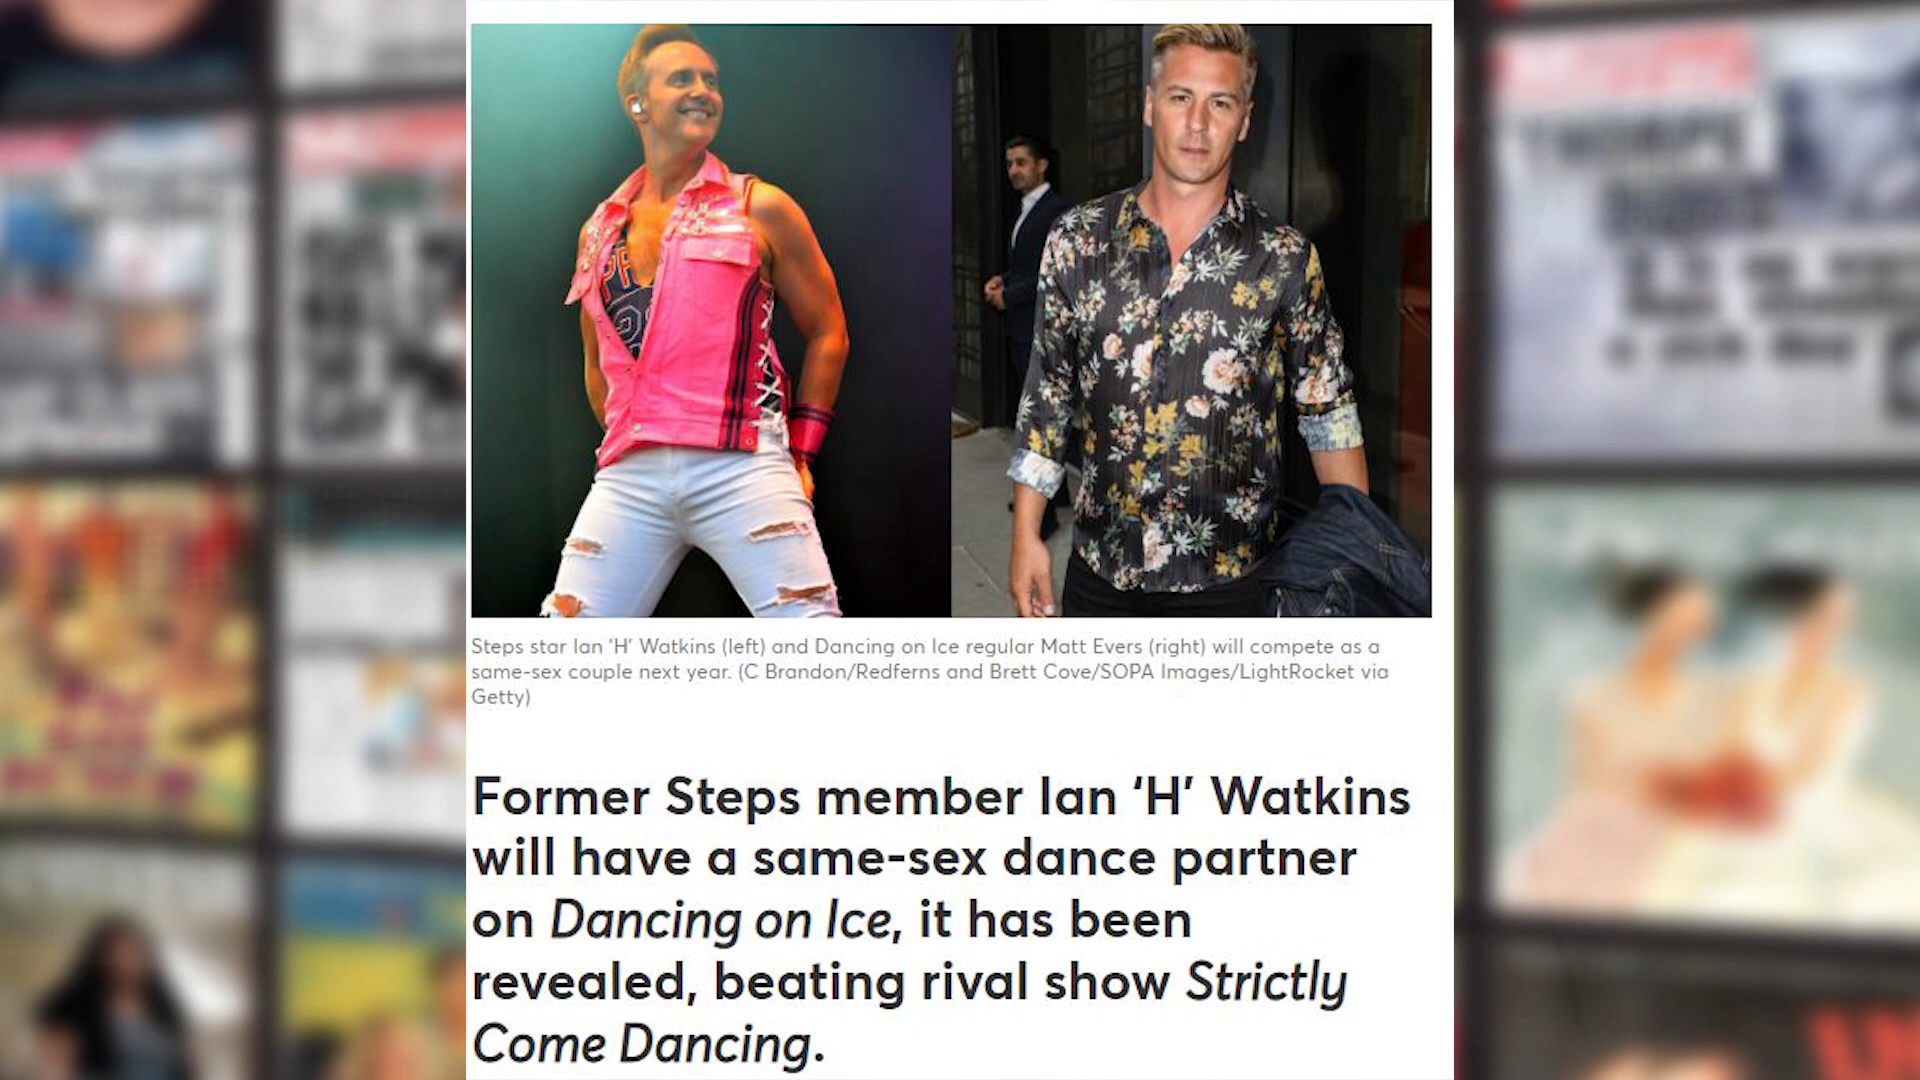 Steps star Ian ‘H’ Watkins (left) and Dancing on Ice regular Matt Evers (right) will compete as a
same-sex couple next year. (C Brandon/Redferns and Brett Cove/SOPA Images/LightRocket via
Getty)
Former Steps member Ian ‘H’ Watkins
will have a same-sex dance partner
on Dancing on Ice, it has been
revealed, beating rival show Strictly
Come Dancing.